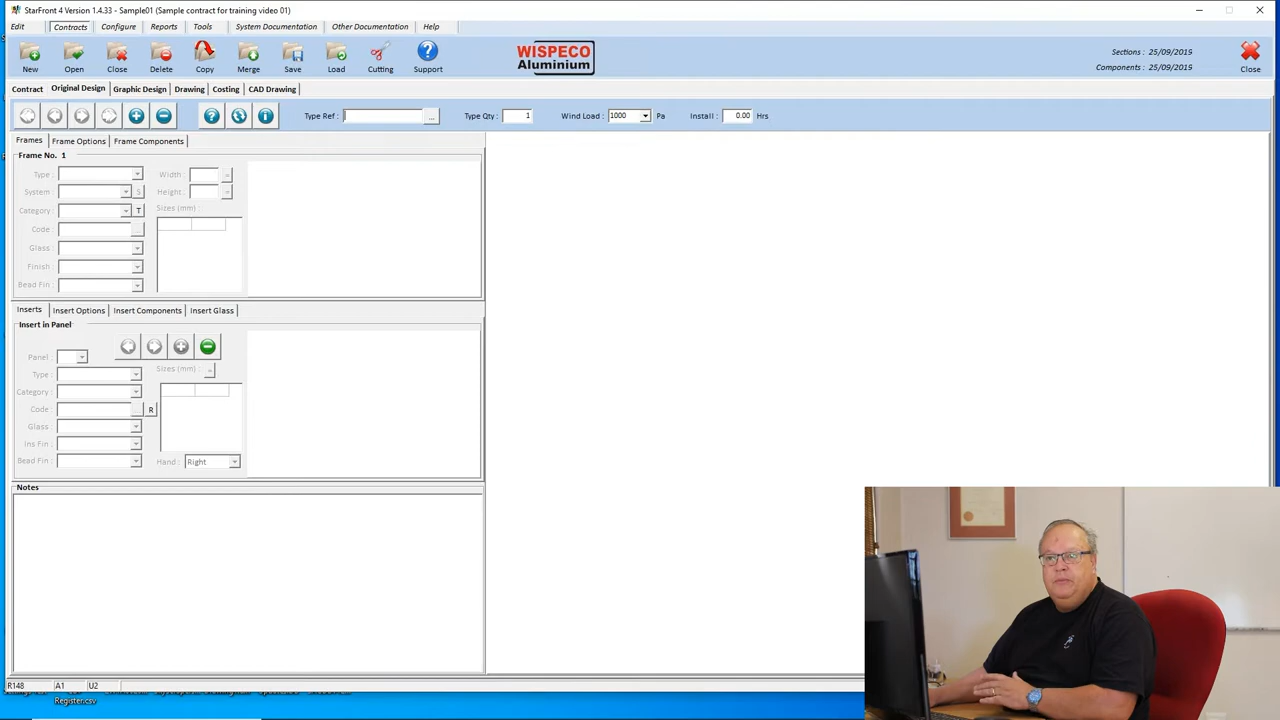 StarFront 4 Version 1.4.33 - Sample01 (Sample contract for training video 01)
Edit Contracts Configure Reports Tools System Documentation Other Documentation Help
New Open Close Delete Copy Merge Save Load Cutting Support
WISPECO
Aluminium
Sections : 25/09/2019
Components : 25/09/2019
Close
Contract Original Design Graphic Design Drawing Costing CAD Drawing
Type Ref : ... Type Qty : 1 Wind Load : 1000 Pa Install : 0.00 Hrs
Frames Frame Options Frame Components
Frame No. 1
Type : Width :
System : S Height :
Category : T Sizes (mm) :
Code :
Glass :
Finish :
Bead Fin :
Inserts Insert Options Insert Components Insert Glass
Insert in Panel
Panel :
Sizes (mm) :
Type :
Category :
Code : R
Glass :
Ins Fin :
Bead Fin : Hand : Right
Notes
R148 A1 U2
Register.csv